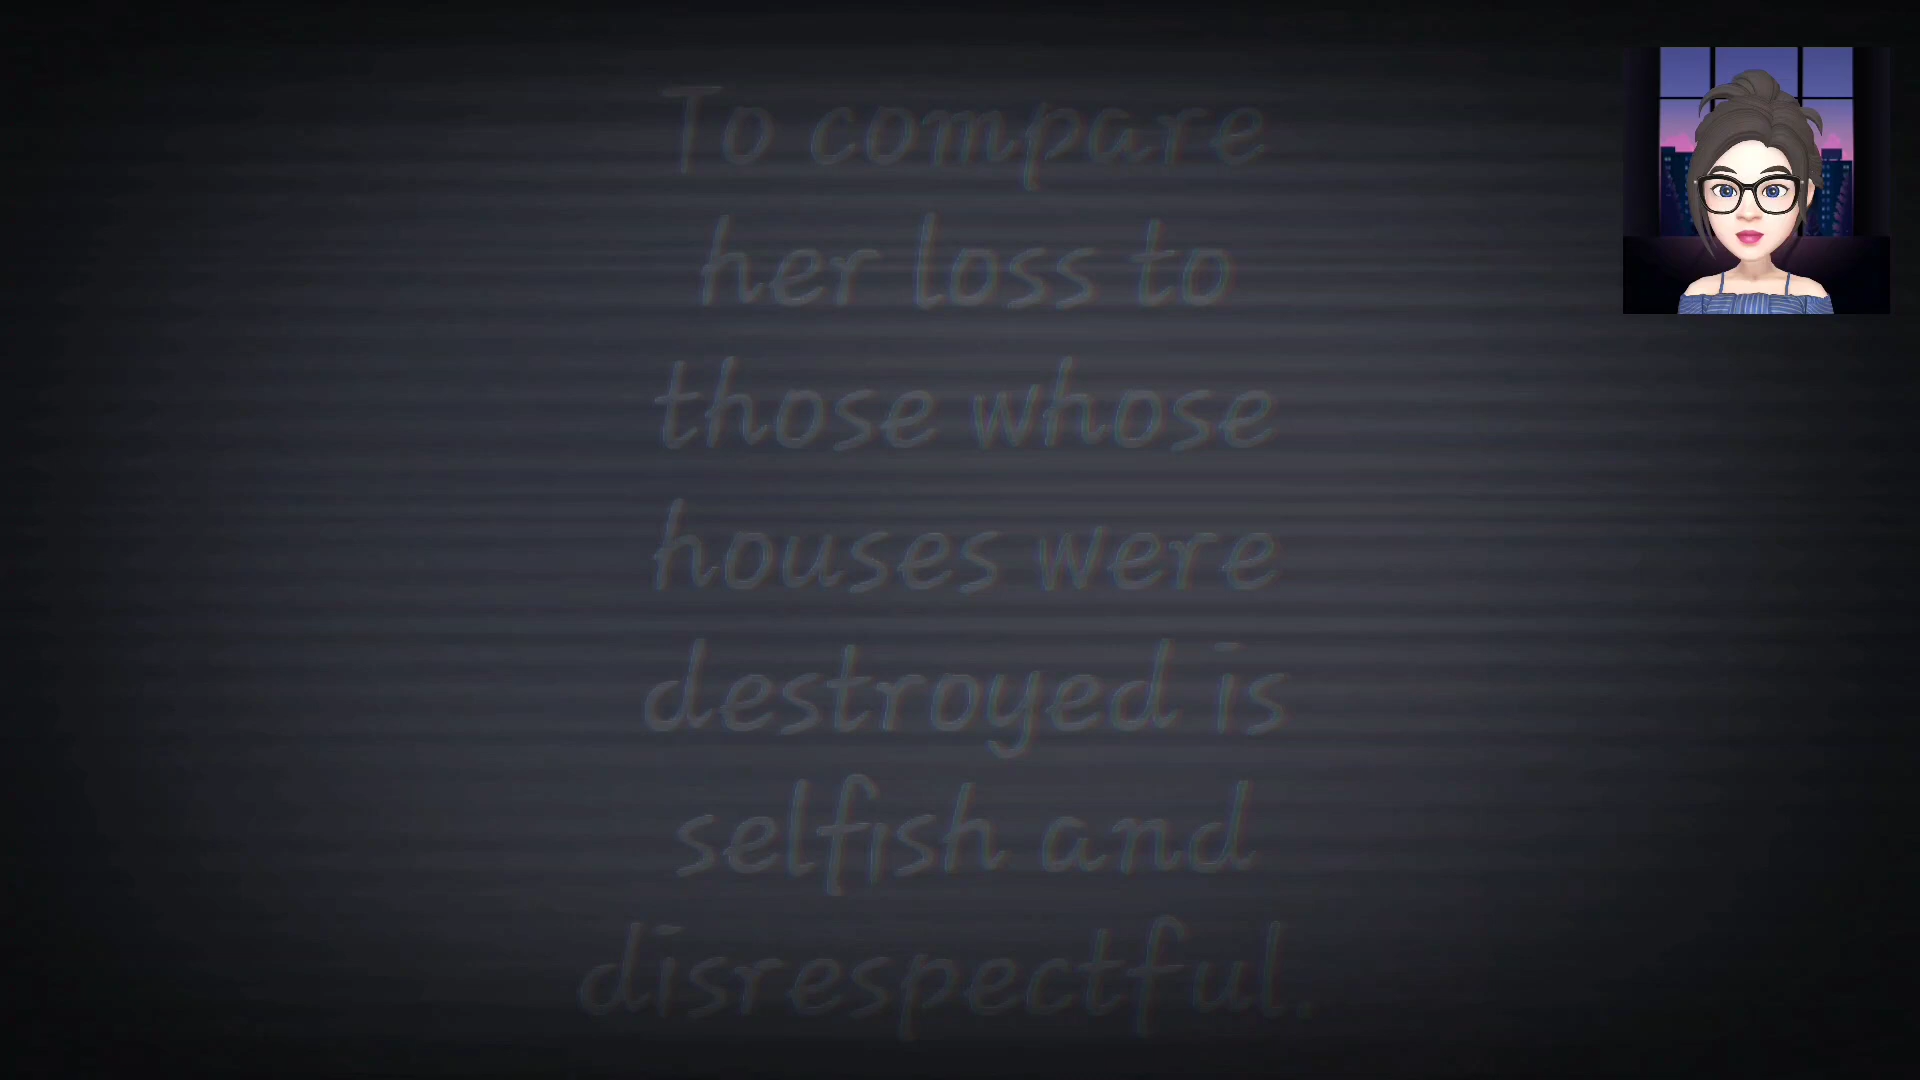 To compare
her loss to
those whose
houses were
destroyed is
selfish and
disrespectful.